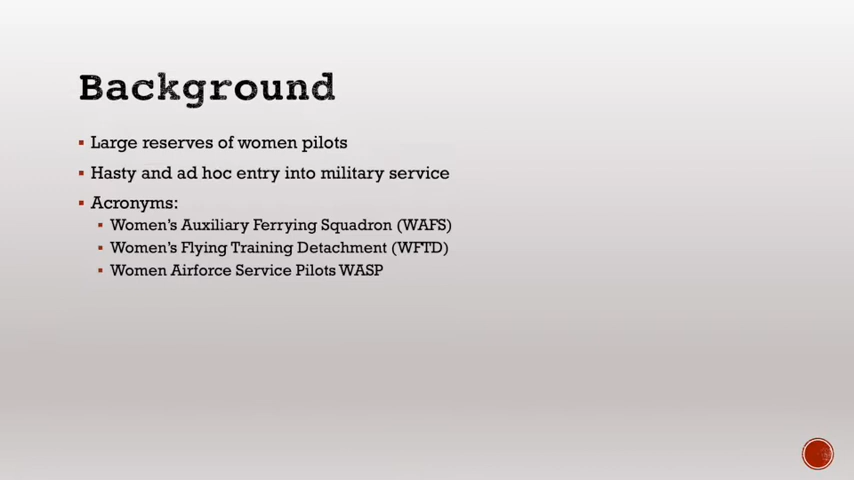 Background
▪ Large reserves of women pilots
▪ Hasty and ad hoc entry into military service
▪ Acronyms:
▪ Women's Auxiliary Ferrying Squadron (WAFS)
▪ Women's Flying Training Detachment (WFTD)
▪ Women Airforce Service Pilots WASP